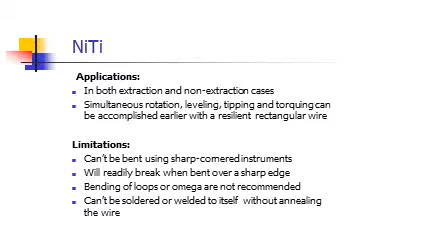 NiTi
Applications:
In both extraction and non-extraction cases
Simultaneous rotation, leveling, tipping and torquing can
be accomplished earlier with a resilient rectangular wire
Limitations:
Can't be bent using sharp-cornered instruments
Will readily break when bent over a sharp edge
Bending of loops or omega are not recommended
Can't be soldered or welded to itself without annealing
the wire